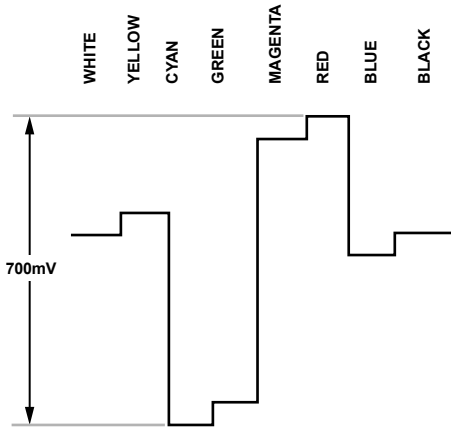 WHITE
YELLOW
CYAN
GREEN
MAGENTA
RED
BLUE
BLACK
700mV